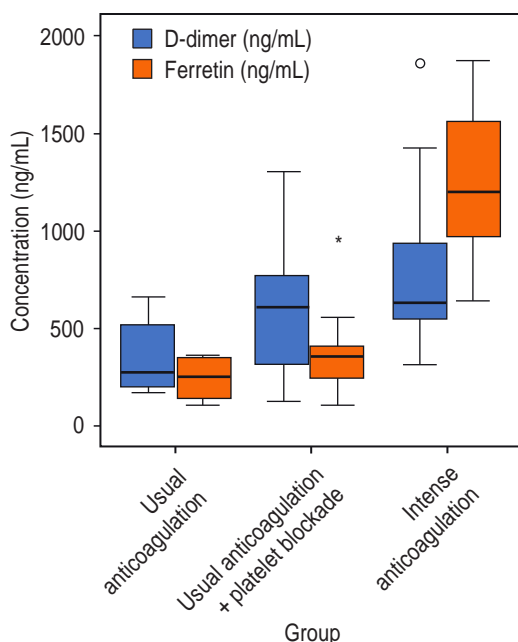 2000
1500
1000
500
0
Concentration (ng/mL)
D-dimer (ng/mL)
Ferretin (ng/mL)
*
Usual
anticoagulation
Usual anticoagulation
+ platelet blockade
Intense
anticoagulation
Group